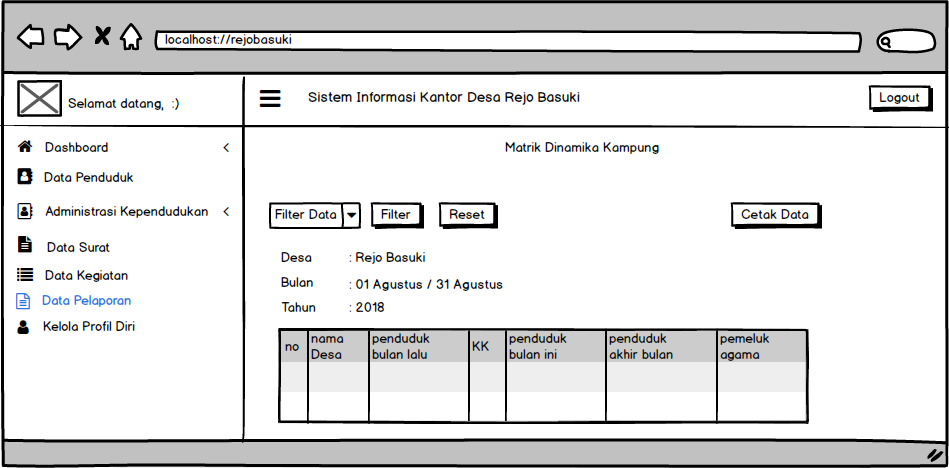 localhost://rejobasuki
Selamat datang, :)
Sistem Informasi Kantor Desa Rejo Basuki
Logout
Dashboard
Data Penduduk
Administrasi Kependudukan
Data Surat
Data Kegiatan
Data Pelaporan
Kelola Profil Diri
Matrik Dinamika Kampung
Filter Data
Filter
Reset
Cetak Data
Desa : Rejo Basuki
Bulan : 01 Agustus / 31 Agustus
Tahun : 2018
no
nama
Desa
penduduk
bulan lalu
KK
penduduk
bulan ini
penduduk
akhir bulan
pemeluk
agama